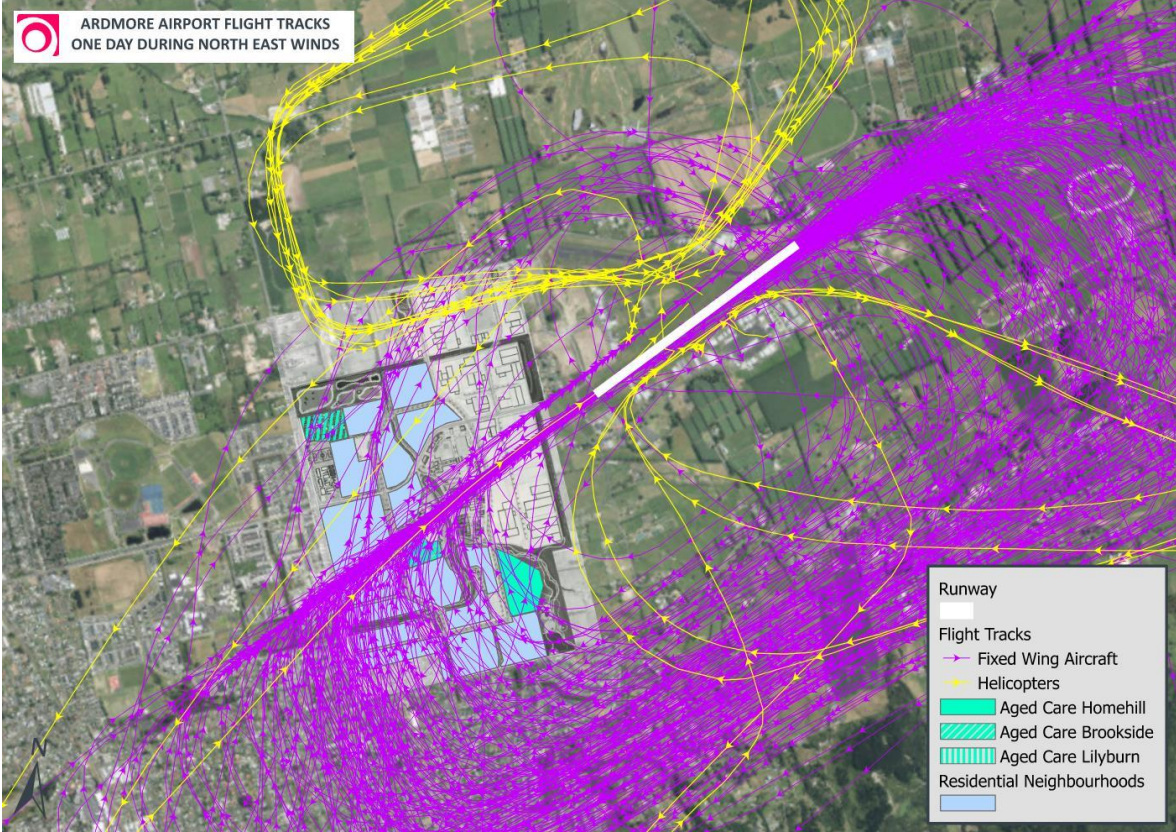 ARDMORE AIRPORT FLIGHT TRACKS
ONE DAY DURING NORTH EAST WINDS
N
Runway
Flight Tracks
Fixed Wing Aircraft
Helicopters
Aged Care Homehill
Aged Care Brookside
Aged Care Lilyburn
Residential Neighbourhoods